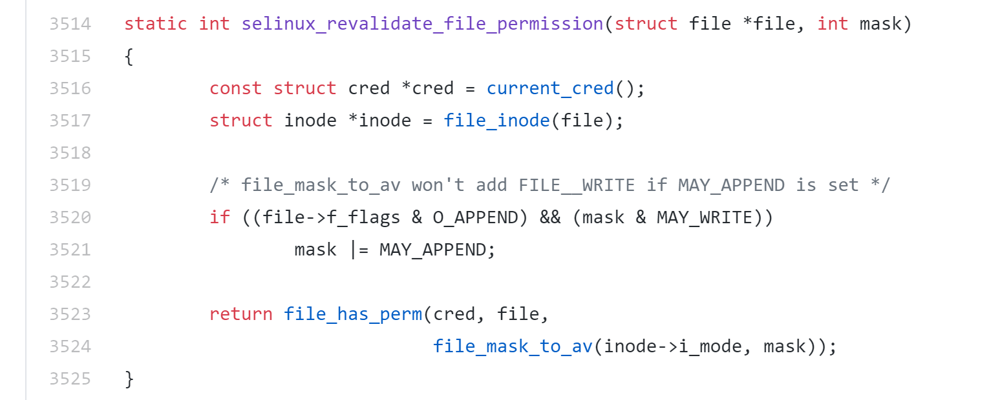 3514 static int selinux_revalidate_file_permission(struct file *file, int mask)
3515 {
3516         const struct cred *cred = current_cred();
3517         struct inode *inode = file_inode(file);
3518
3519         /* file_mask_to_av won't add FILE__WRITE if MAY_APPEND is set */
3520         if ((file->f_flags & O_APPEND) && (mask & MAY_WRITE))
3521                 mask |= MAY_APPEND;
3522
3523         return file_has_perm(cred, file,
3524                              file_mask_to_av(inode->i_mode, mask));
3525 }